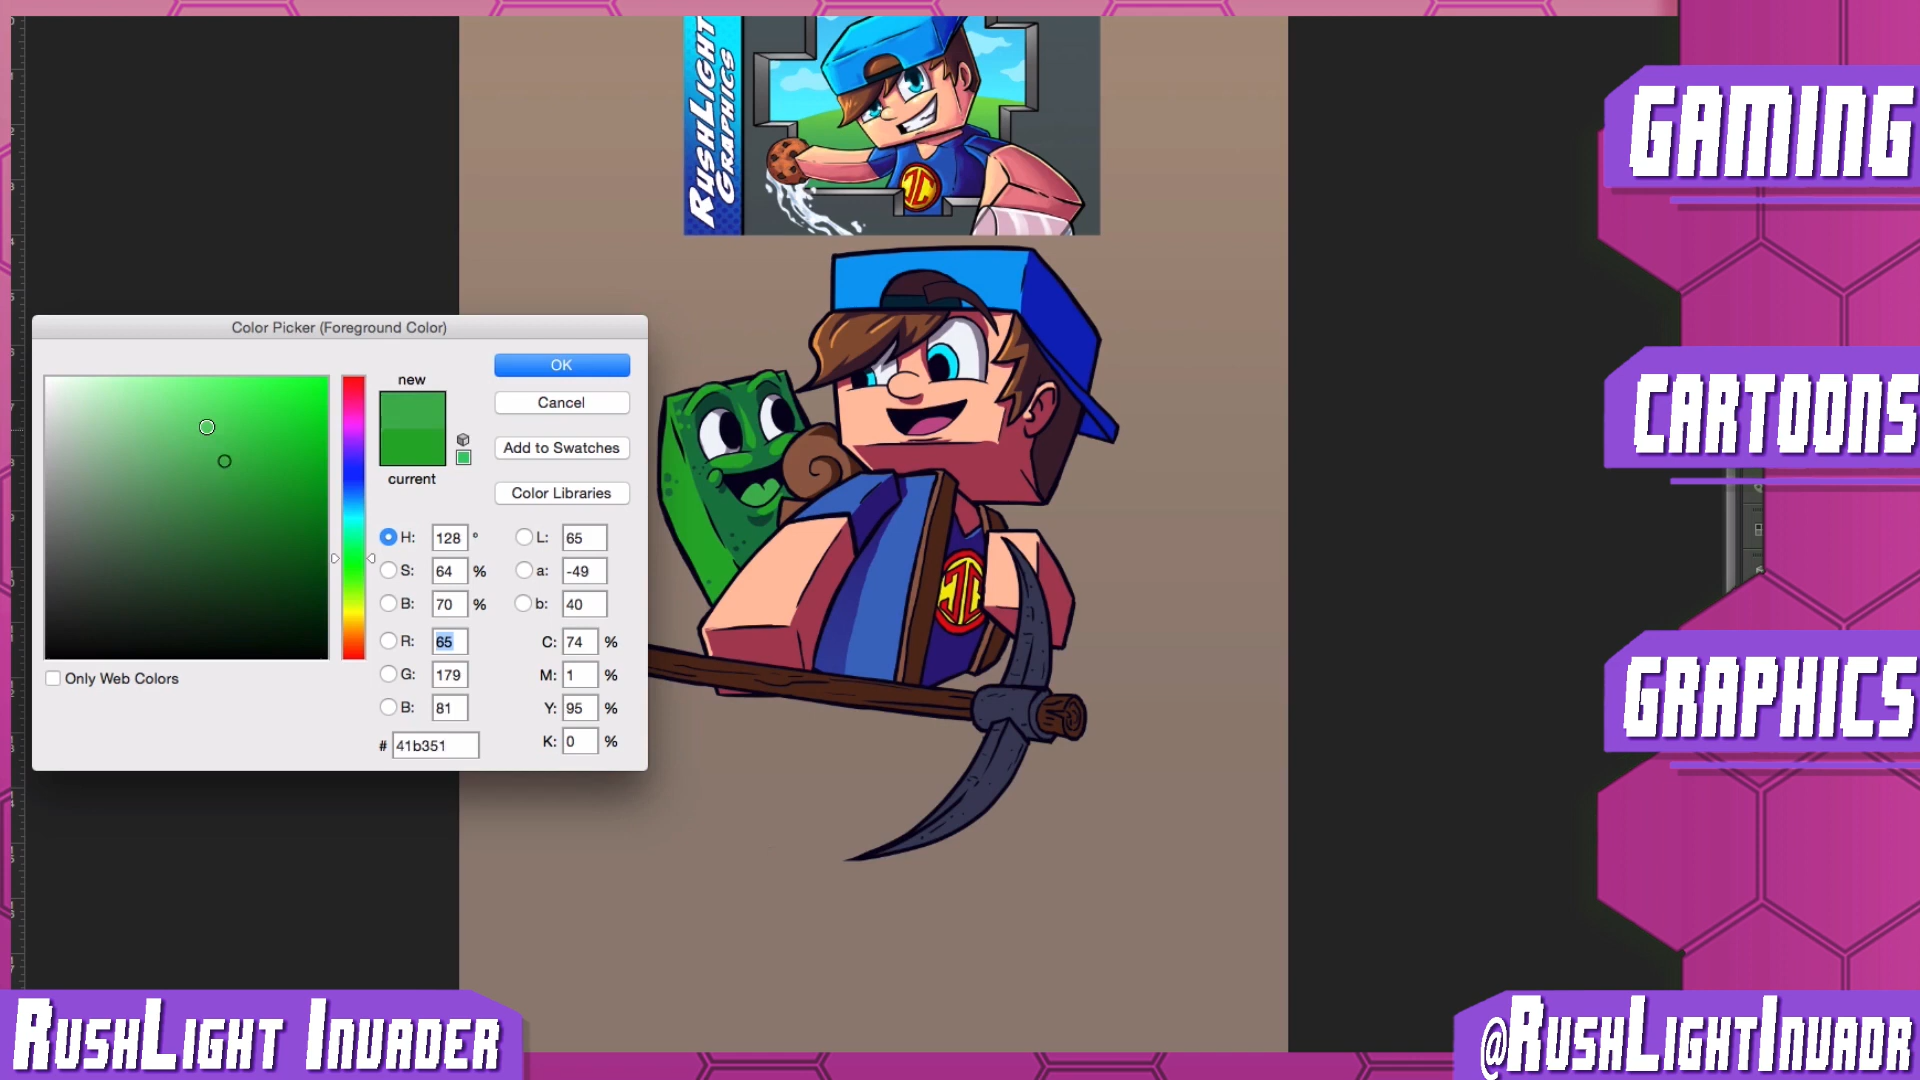 RUSHLIGHT
GRAPHICS
JC
GAMING
CARTOONS
GRAPHICS
Color Picker (Foreground Color)
new
current
OK
Cancel
Add to Swatches
Color Libraries
H: 128 °
S: 64 %
B: 70 %
R: 65
G: 179
B: 81
# 41b351
L: 65
a: -49
b: 40
C: 74 %
M: 1 %
Y: 95 %
K: 0 %
Only Web Colors
JC
RUSHLIGHT INVADER
@RUSHLIGHTINVADR